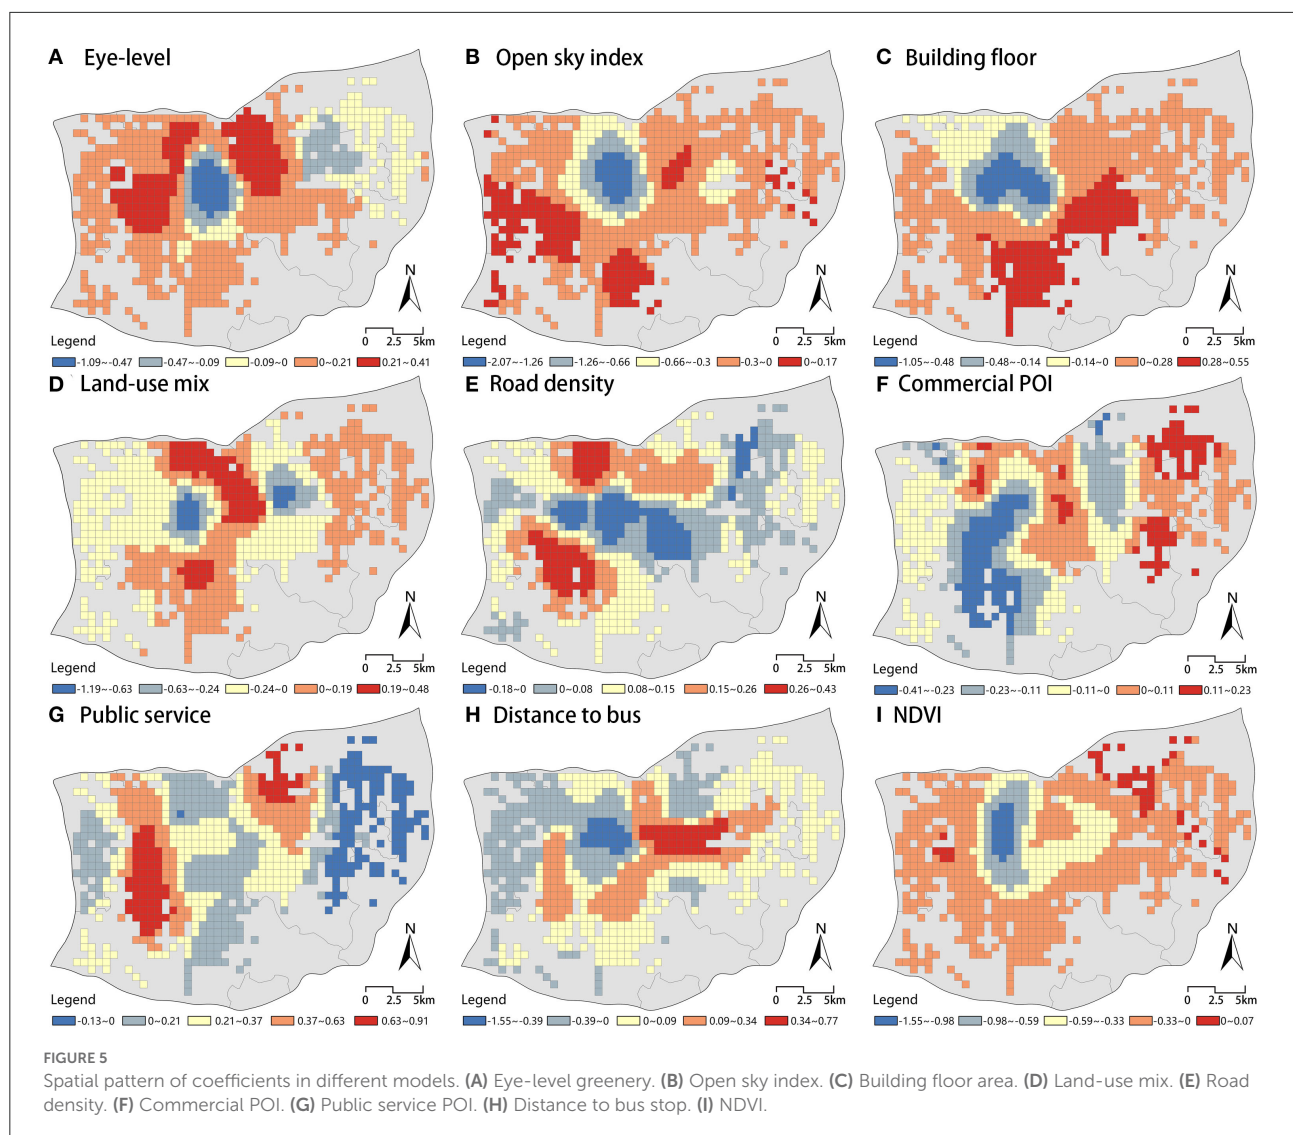 A Eye-level
B Open sky index
C Building floor
N
N
N
Legend
0 2.5 5km
Legend
0 2.5 5km
Legend
0 2.5 5km
-1.09~-0.47 -0.47~-0.09 -0.09~0 0~0.21 0.21~0.41
-2.07~-1.26 -1.26~-0.66 -0.66~-0.3 -0.3~0 0~0.17
-1.05~-0.48 -0.48~-0.14 -0.14~0 0~0.28 0.28~0.55
D Land-use mix
E Road density
F Commercial POI
N
N
N
Legend
0 2.5 5km
Legend
0 2.5 5km
Legend
0 2.5 5km
-1.19~-0.63 -0.63~-0.24 -0.24~0 0~0.19 0.19~0.48
-0.18~0 0~0.08 0.08~0.15 0.15~0.26 0.26~0.43
-0.41~-0.23 -0.23~-0.11 -0.11~0 0~0.11 0.11~0.23
G Public service
H Distance to bus
I NDVI
N
N
N
Legend
0 2.5 5km
Legend
0 2.5 5km
Legend
0 2.5 5km
-0.13~0 0~0.21 0.21~0.37 0.37~0.63 0.63~0.91
-1.55~-0.39 -0.39~0 0~0.09 0.09~0.34 0.34~0.77
-1.55~-0.98 -0.98~-0.59 -0.59~-0.33 -0.33~0 0~0.07
FIGURE 5
Spatial pattern of coefficients in different models. (A) Eye-level greenery. (B) Open sky index. (C) Building floor area. (D) Land-use mix. (E) Road
density. (F) Commercial POI. (G) Public service POI. (H) Distance to bus stop. (I) NDVI.